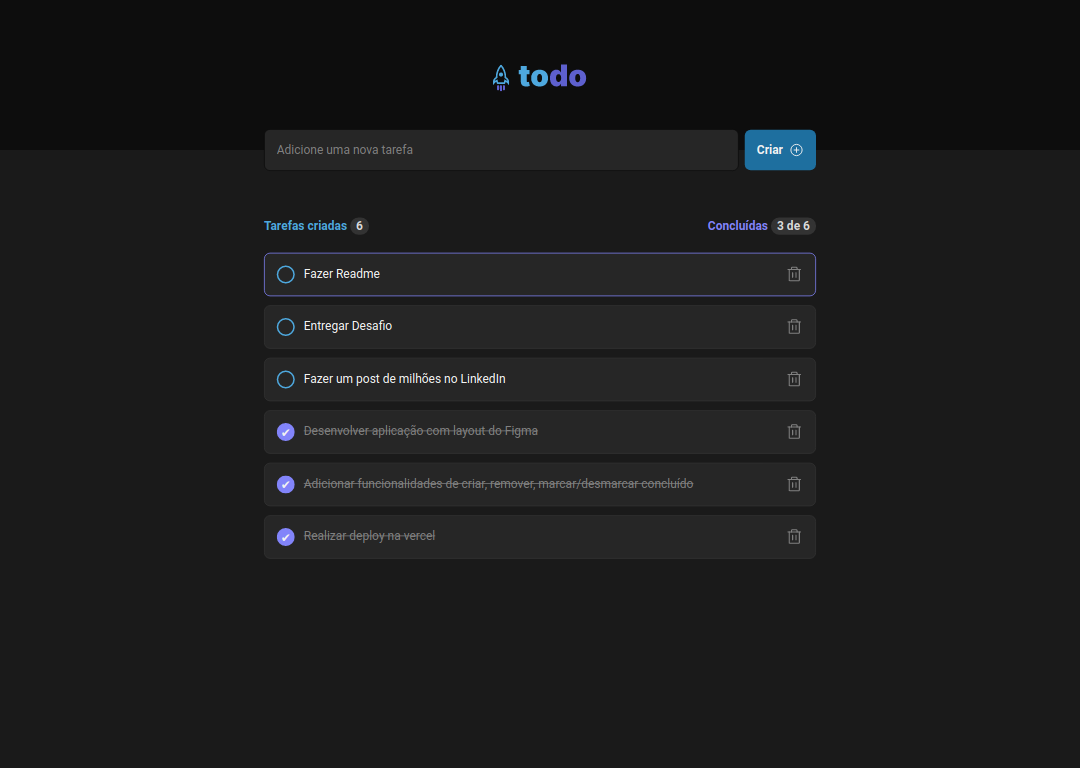 todo
Adicione uma nova tarefa
Criar
Tarefas criadas 6
Concluídas 3 de 6
Fazer Readme
Entregar Desafio
Fazer um post de milhões no LinkedIn
Desenvolver aplicação com layout do Figma
Adicionar funcionalidades de criar, remover, marcar/desmarcar concluído
Realizar deploy na vercel